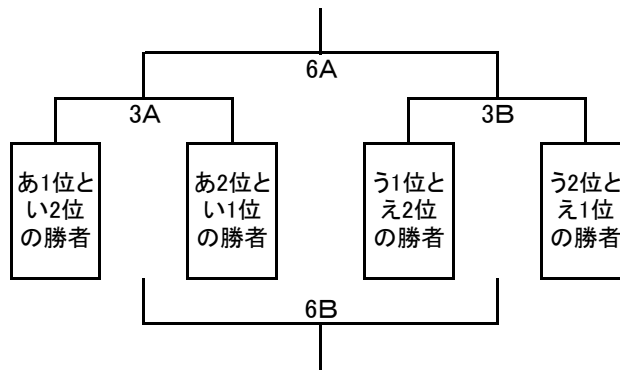 6A
3A
3B
あ1位と
い2位
の勝者
あ2位と
い1位
の勝者
う1位と
え2位
の勝者
う2位と
え1位
の勝者
6B